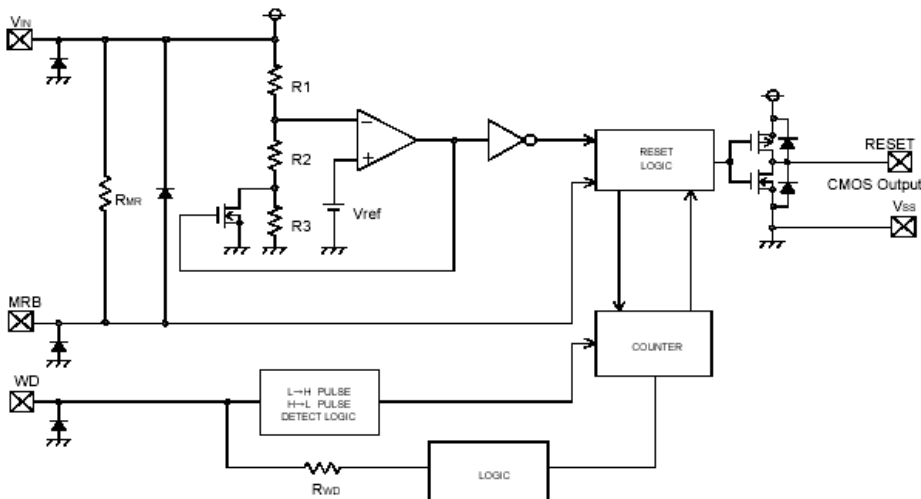 VIN
R1
R2
R3
RMR
Vref
−
+
RESET
LOGIC
RESET
CMOS Output
VSS
MRB
COUNTER
WD
L→H PULSE
H→L PULSE
DETECT LOGIC
RWD
LOGIC